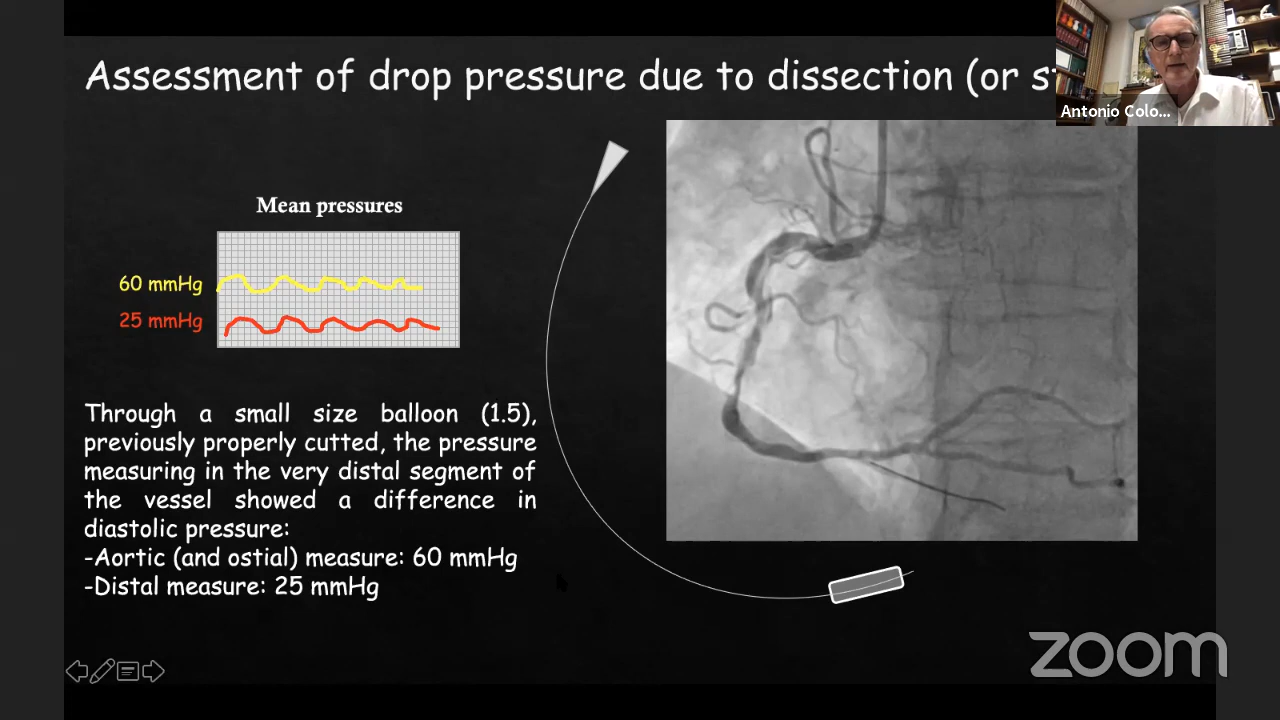 Assessment of drop pressure due to dissection (or s
Antonio Colo...
Mean pressures
60 mmHg
25 mmHg
Through a small size balloon (1.5),
previously properly cutted, the pressure
measuring in the very distal segment of
the vessel showed a difference in
diastolic pressure:
-Aortic (and ostial) measure: 60 mmHg
-Distal measure: 25 mmHg
zoom